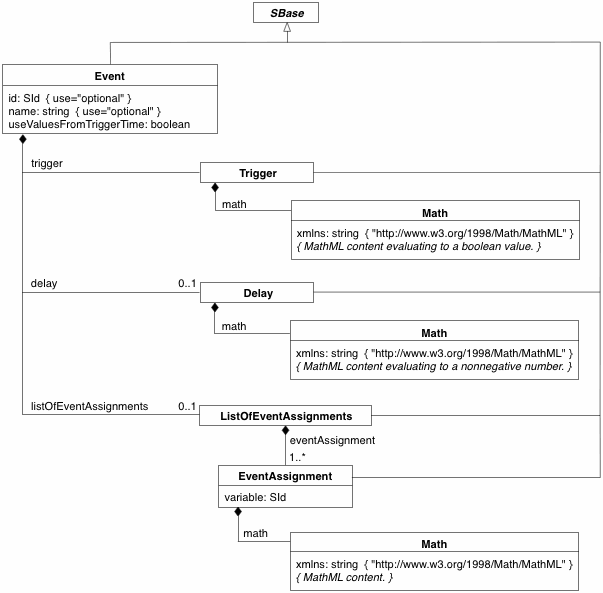 SBase
Event
id: SId { use="optional" }
name: string { use="optional" }
useValuesFromTriggerTime: boolean
trigger
Trigger
math
Math
xmlns: string { "http://www.w3.org/1998/Math/MathML" }
{ MathML content evaluating to a boolean value. }
delay
0..1
Delay
math
Math
xmlns: string { "http://www.w3.org/1998/Math/MathML" }
{ MathML content evaluating to a nonnegative number. }
listOfEventAssignments
0..1
ListOfEventAssignments
eventAssignment
1..*
EventAssignment
variable: SId
math
Math
xmlns: string { "http://www.w3.org/1998/Math/MathML" }
{ MathML content. }